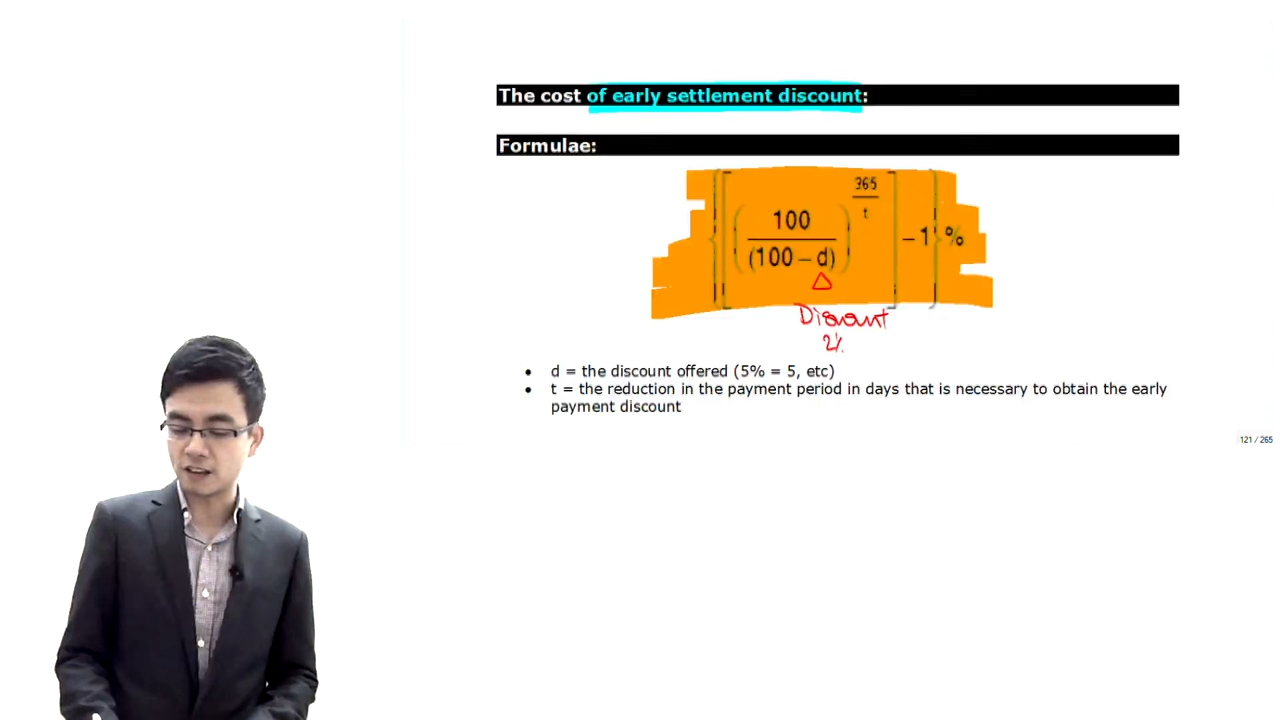 The cost of early settlement discount:
Formulae:
{[(100/(100 – d))^(365/t)] – 1}%
Discount
2%
• d = the discount offered (5% = 5, etc)
• t = the reduction in the payment period in days that is necessary to obtain the early
payment discount
121 / 265